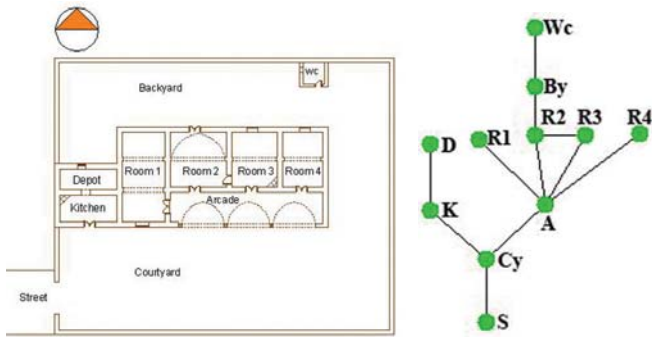 wc
Backyard
Depot
Kitchen
Room 1
Room 2
Room 3
Room 4
Arcade
Courtyard
Street
Wc
By
R2
R3
R4
D
R1
K
A
Cy
S